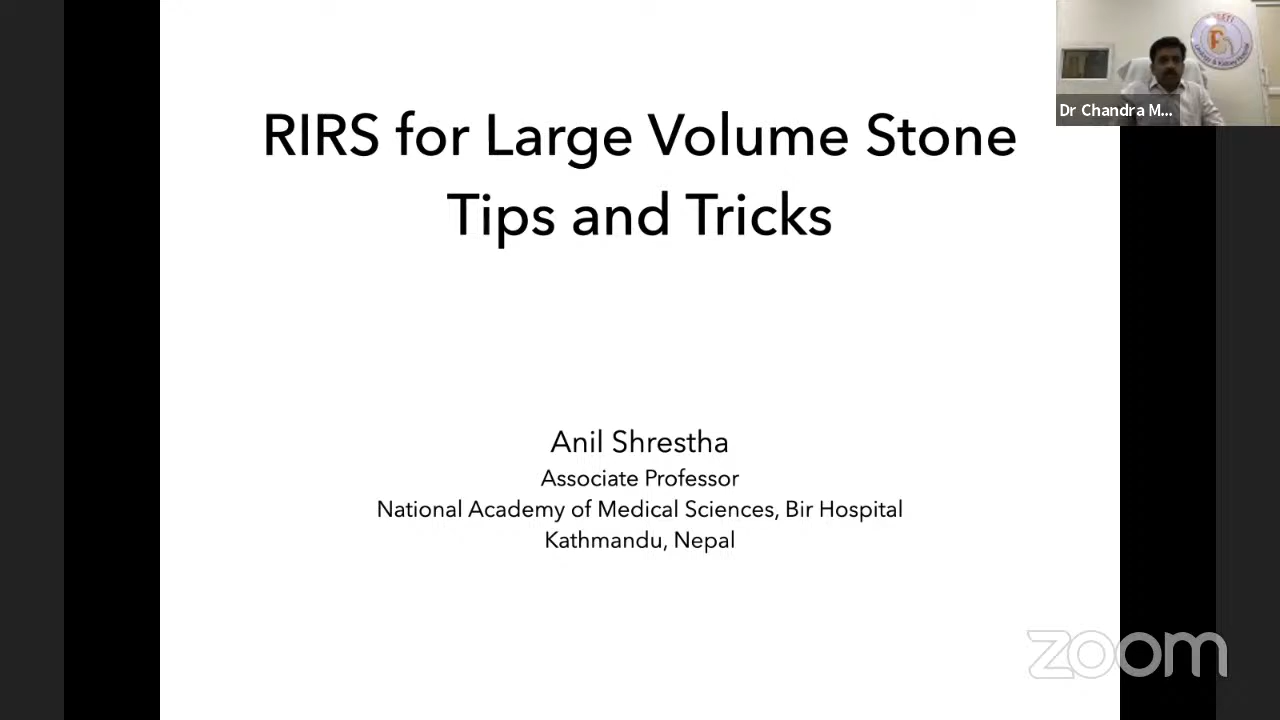 RIRS for Large Volume Stone
Tips and Tricks
Anil Shrestha
Associate Professor
National Academy of Medical Sciences, Bir Hospital
Kathmandu, Nepal
Dr Chandra M...
zoom